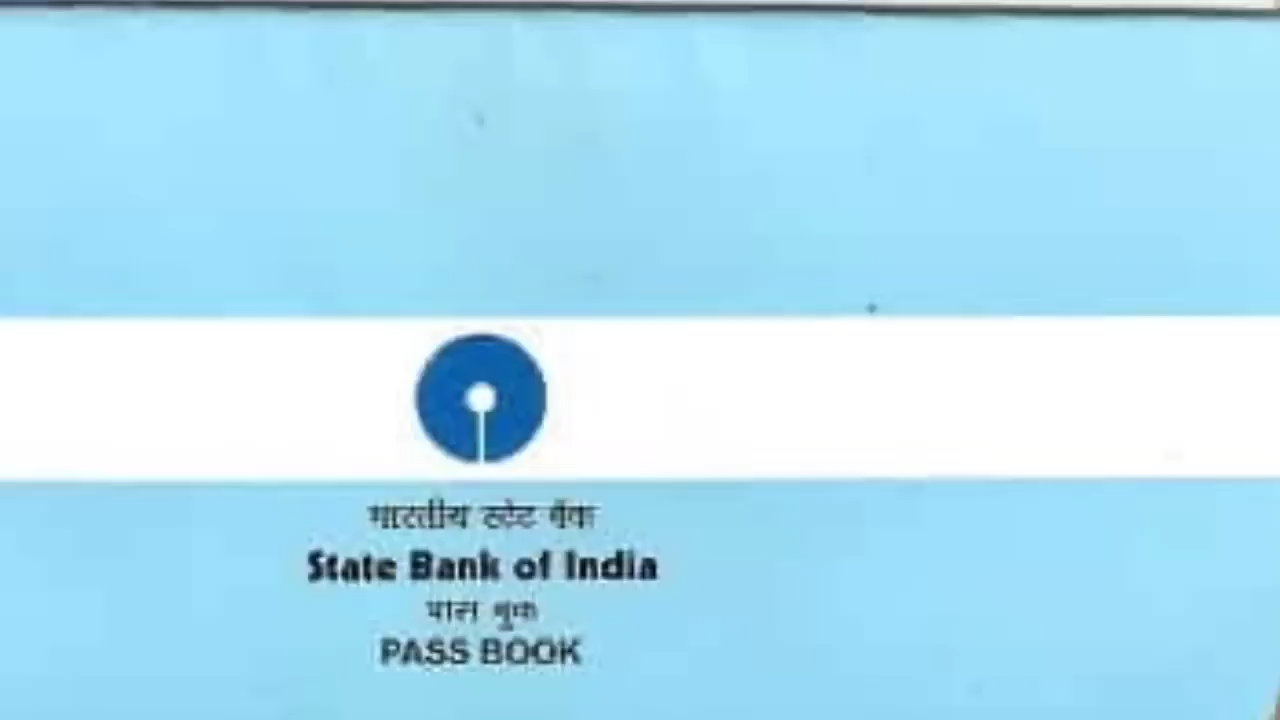 भारतीय स्टेट बैंक
State Bank of India
पास बुक
PASS BOOK